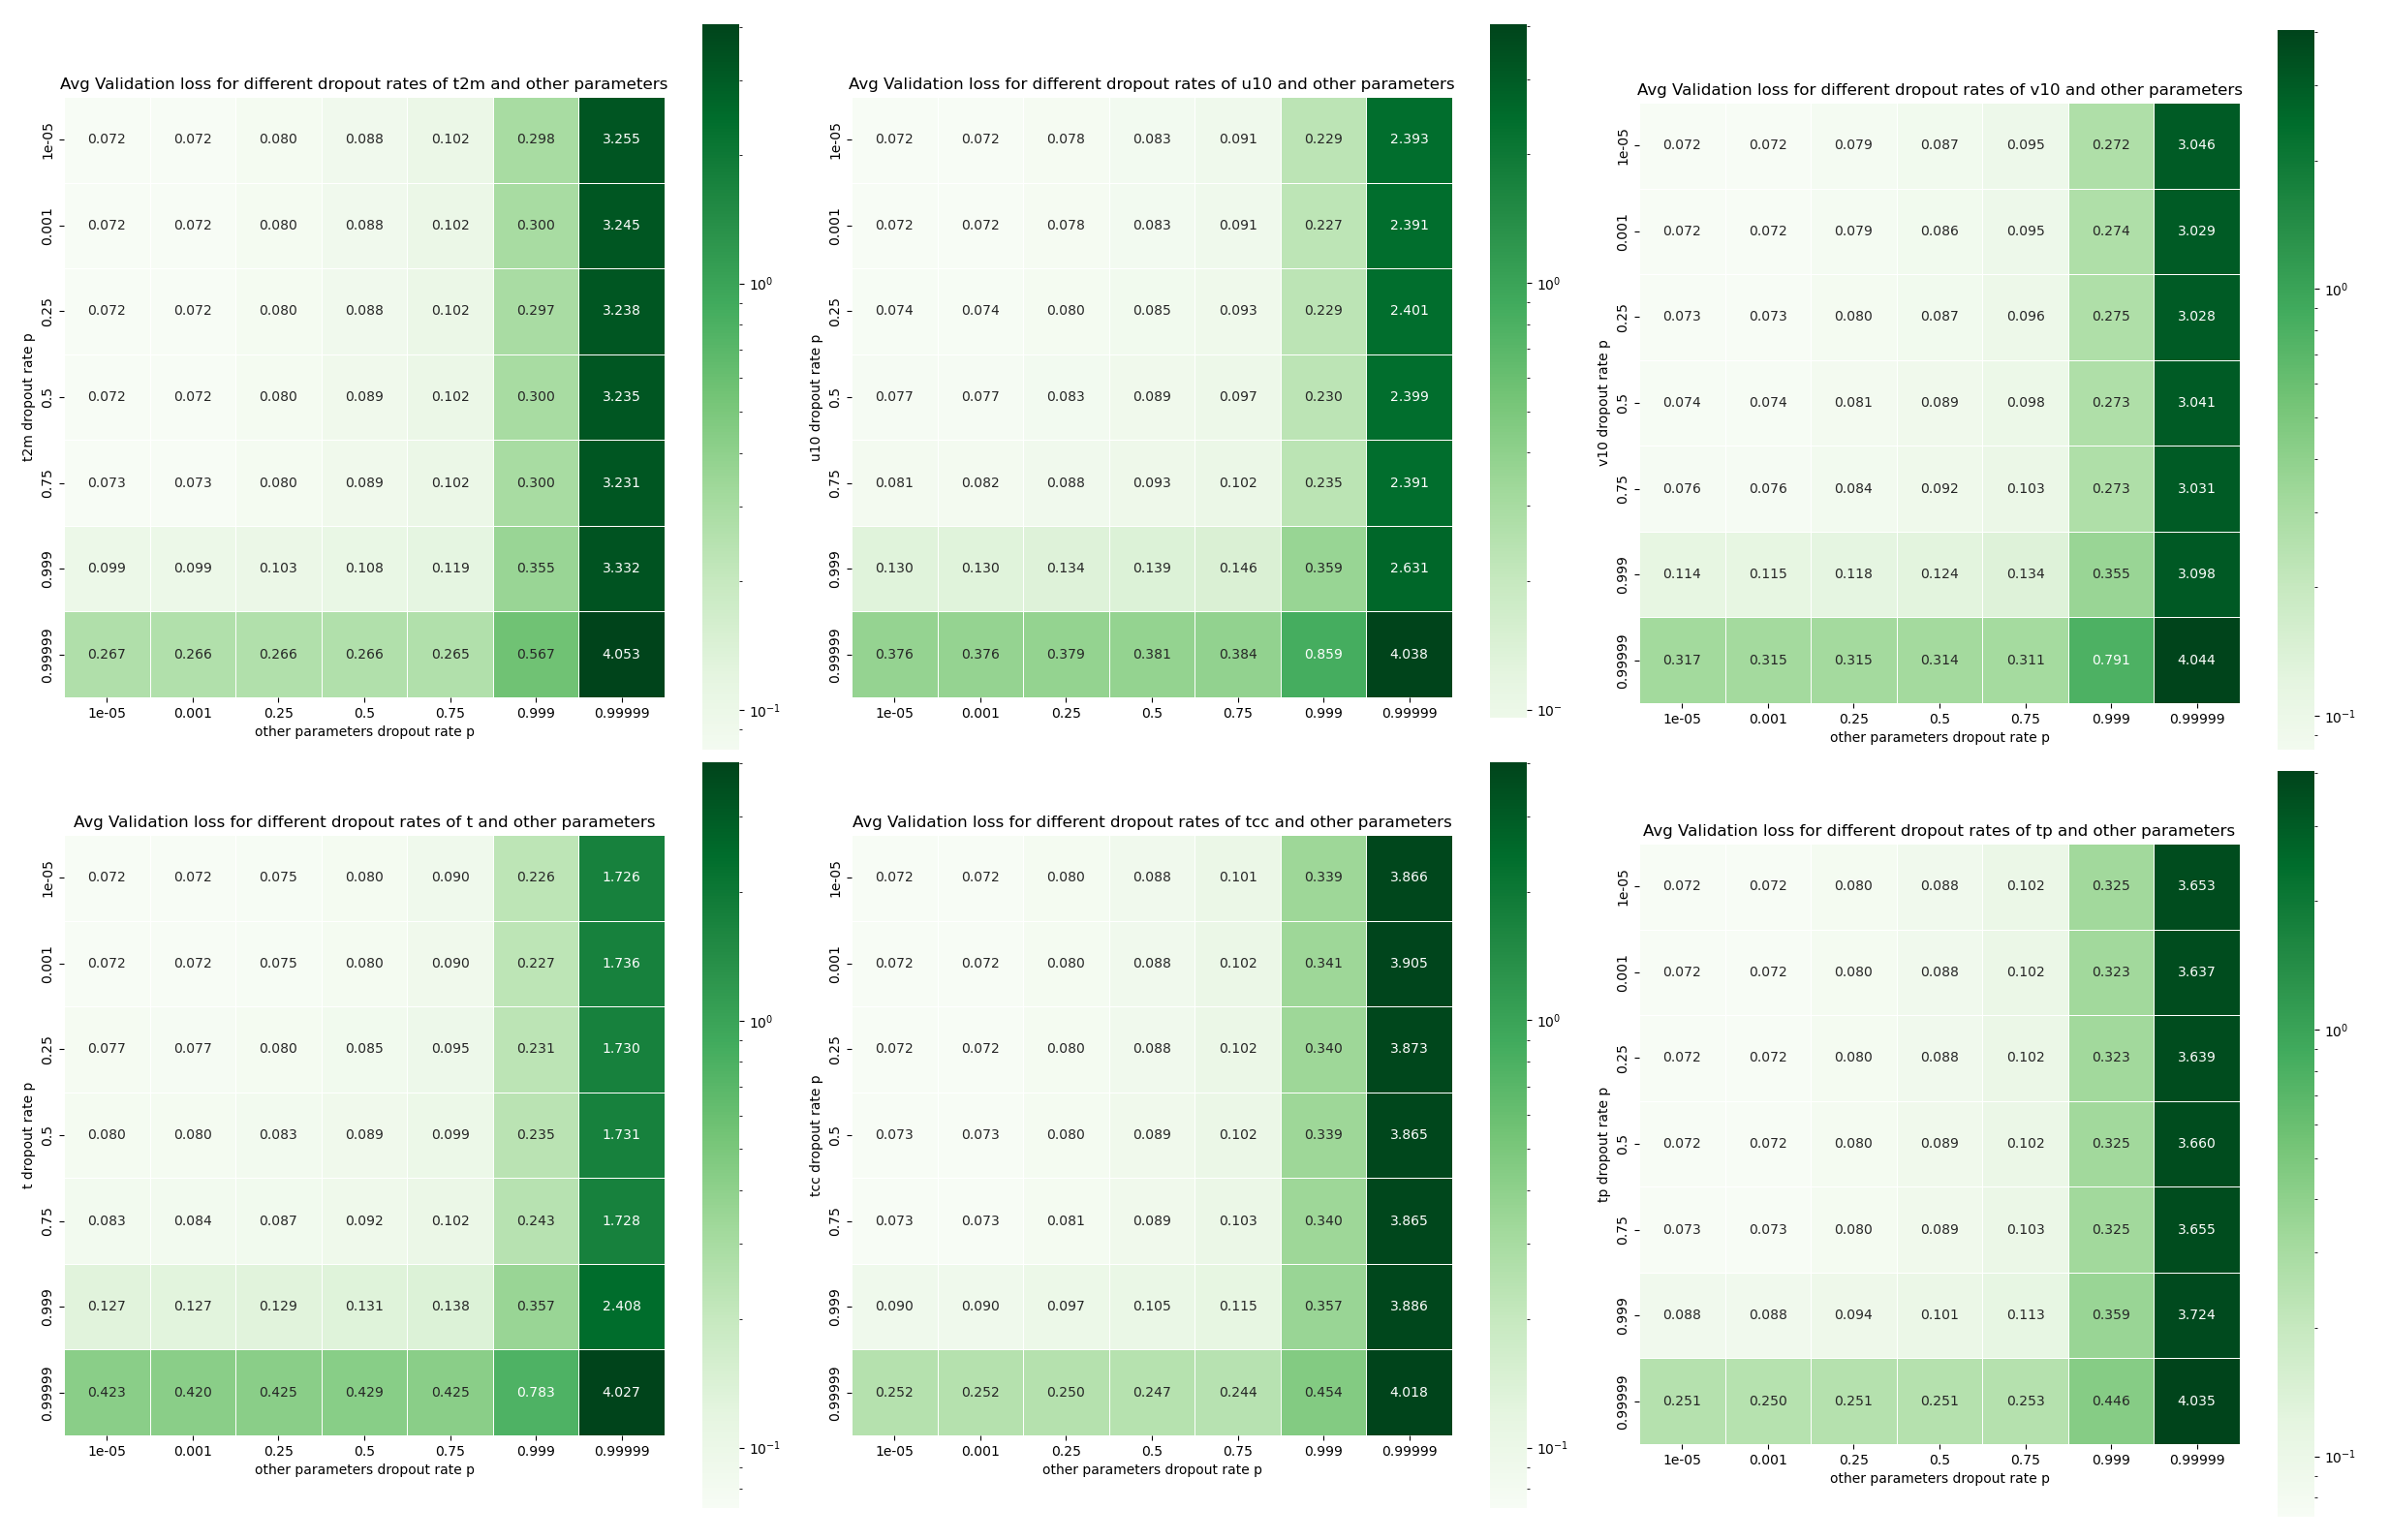 Avg Validation loss for different dropout rates of t2m and other parameters
t2m dropout rate p
1e-05 0.072 0.072 0.080 0.088 0.102 0.298 3.255
0.001 0.072 0.072 0.080 0.088 0.102 0.300 3.245
0.25 0.072 0.072 0.080 0.088 0.102 0.297 3.238
0.5 0.072 0.072 0.080 0.089 0.102 0.300 3.235
0.75 0.073 0.073 0.080 0.089 0.102 0.300 3.231
0.999 0.099 0.099 0.103 0.108 0.119 0.355 3.332
0.99999 0.267 0.266 0.266 0.266 0.265 0.567 4.053
1e-05 0.001 0.25 0.5 0.75 0.999 0.99999
other parameters dropout rate p
10⁰
10⁻¹
Avg Validation loss for different dropout rates of u10 and other parameters
u10 dropout rate p
1e-05 0.072 0.072 0.078 0.083 0.091 0.229 2.393
0.001 0.072 0.072 0.078 0.083 0.091 0.227 2.391
0.25 0.074 0.074 0.080 0.085 0.093 0.229 2.401
0.5 0.077 0.077 0.083 0.089 0.097 0.230 2.399
0.75 0.081 0.082 0.088 0.093 0.102 0.235 2.391
0.999 0.130 0.130 0.134 0.139 0.146 0.359 2.631
0.99999 0.376 0.376 0.379 0.381 0.384 0.859 4.038
1e-05 0.001 0.25 0.5 0.75 0.999 0.99999
10⁰
10⁻
Avg Validation loss for different dropout rates of v10 and other parameters
v10 dropout rate p
1e-05 0.072 0.072 0.079 0.087 0.095 0.272 3.046
0.001 0.072 0.072 0.079 0.086 0.095 0.274 3.029
0.25 0.073 0.073 0.080 0.087 0.096 0.275 3.028
0.5 0.074 0.074 0.081 0.089 0.098 0.273 3.041
0.75 0.076 0.076 0.084 0.092 0.103 0.273 3.031
0.999 0.114 0.115 0.118 0.124 0.134 0.355 3.098
0.99999 0.317 0.315 0.315 0.314 0.311 0.791 4.044
1e-05 0.001 0.25 0.5 0.75 0.999 0.99999
other parameters dropout rate p
10⁰
10⁻¹
Avg Validation loss for different dropout rates of t and other parameters
t dropout rate p
1e-05 0.072 0.072 0.075 0.080 0.090 0.226 1.726
0.001 0.072 0.072 0.075 0.080 0.090 0.227 1.736
0.25 0.077 0.077 0.080 0.085 0.095 0.231 1.730
0.5 0.080 0.080 0.083 0.089 0.099 0.235 1.731
0.75 0.083 0.084 0.087 0.092 0.102 0.243 1.728
0.999 0.127 0.127 0.129 0.131 0.138 0.357 2.408
0.99999 0.423 0.420 0.425 0.429 0.425 0.783 4.027
1e-05 0.001 0.25 0.5 0.75 0.999 0.99999
other parameters dropout rate p
10⁰
10⁻¹
Avg Validation loss for different dropout rates of tcc and other parameters
tcc dropout rate p
1e-05 0.072 0.072 0.080 0.088 0.101 0.339 3.866
0.001 0.072 0.072 0.080 0.088 0.102 0.341 3.905
0.25 0.072 0.072 0.080 0.088 0.102 0.340 3.873
0.5 0.073 0.073 0.080 0.089 0.102 0.339 3.865
0.75 0.073 0.073 0.081 0.089 0.103 0.340 3.865
0.999 0.090 0.090 0.097 0.105 0.115 0.357 3.886
0.99999 0.252 0.252 0.250 0.247 0.244 0.454 4.018
1e-05 0.001 0.25 0.5 0.75 0.999 0.99999
other parameters dropout rate p
10⁰
10⁻¹
Avg Validation loss for different dropout rates of tp and other parameters
tp dropout rate p
1e-05 0.072 0.072 0.080 0.088 0.102 0.325 3.653
0.001 0.072 0.072 0.080 0.088 0.102 0.323 3.637
0.25 0.072 0.072 0.080 0.088 0.102 0.323 3.639
0.5 0.072 0.072 0.080 0.089 0.102 0.325 3.660
0.75 0.073 0.073 0.080 0.089 0.103 0.325 3.655
0.999 0.088 0.088 0.094 0.101 0.113 0.359 3.724
0.99999 0.251 0.250 0.251 0.251 0.253 0.446 4.035
1e-05 0.001 0.25 0.5 0.75 0.999 0.99999
other parameters dropout rate p
10⁰
10⁻¹